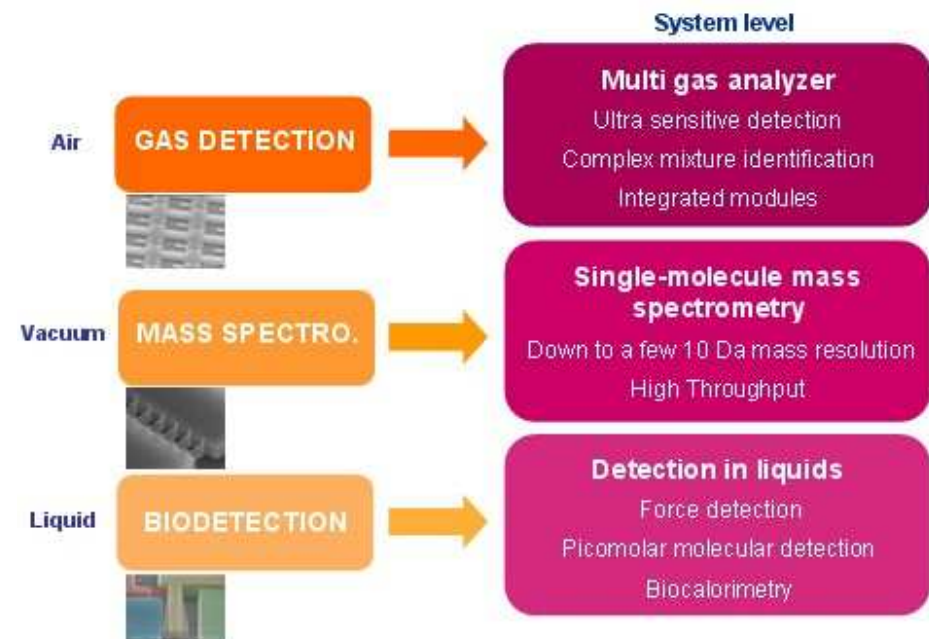 System level
Air
GAS DETECTION
Multi gas analyzer
Ultra sensitive detection
Complex mixture identification
Integrated modules
Vacuum
MASS SPECTRO.
Single-molecule mass
spectrometry
Down to a few 10 Da mass resolution
High Throughput
Liquid
BIODETECTION
Detection in liquids
Force detection
Picomolar molecular detection
Biocalorimetry